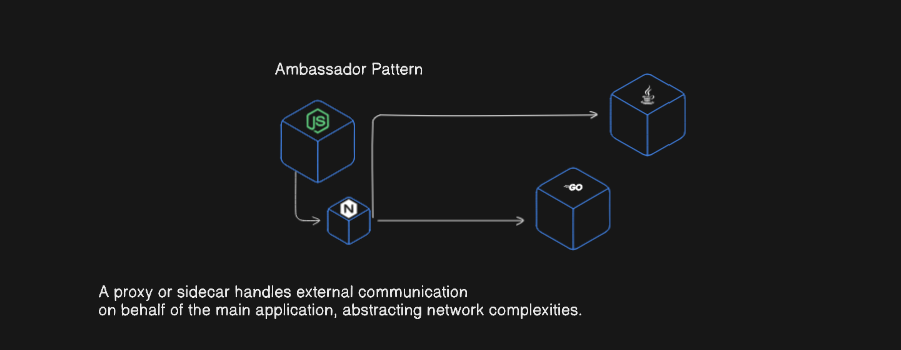 Ambassador Pattern
JS
N
GO
A proxy or sidecar handles external communication
on behalf of the main application, abstracting network complexities.